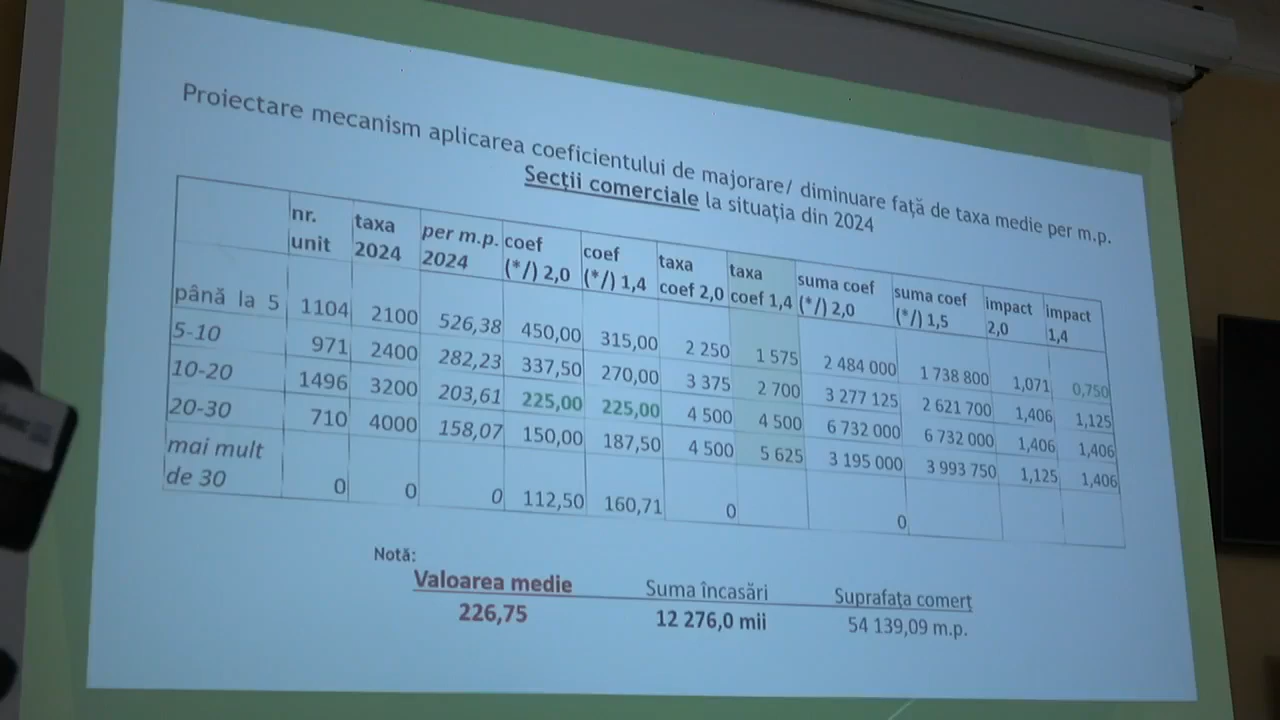 Proiectare mecanism aplicarea coeficientului de majorare/ diminuare față de taxa medie per m.p.
Secții comerciale la situația din 2024
nr. unit | taxa 2024 | per m.p. 2024 | coef (*/) 2,0 | coef (*/) 1,4 | taxa coef 2,0 | taxa coef 1,4 | suma coef (*/) 2,0 | suma coef (*/) 1,5 | impact 2,0 | impact 1,4
până la 5 | 1104 | 2100 | 526,38 | 450,00 | 315,00 | 2 250 | 1 575 | 2 484 000 | 1 738 800 | 1,071 | 0,750
5-10 | 971 | 2400 | 282,23 | 337,50 | 270,00 | 3 375 | 2 700 | 3 277 125 | 2 621 700 | 1,406 | 1,125
10-20 | 1496 | 3200 | 203,61 | 225,00 | 225,00 | 4 500 | 4 500 | 6 732 000 | 6 732 000 | 1,406 | 1,406
20-30 | 710 | 4000 | 158,07 | 150,00 | 187,50 | 4 500 | 5 625 | 3 195 000 | 3 993 750 | 1,125 | 1,406
mai mult de 30 | 0 | 0 | 0 | 112,50 | 160,71 | 0 | 0
Notă:
Valoarea medie Suma încasări Suprafața comerț
226,75 12 276,0 mii 54 139,09 m.p.